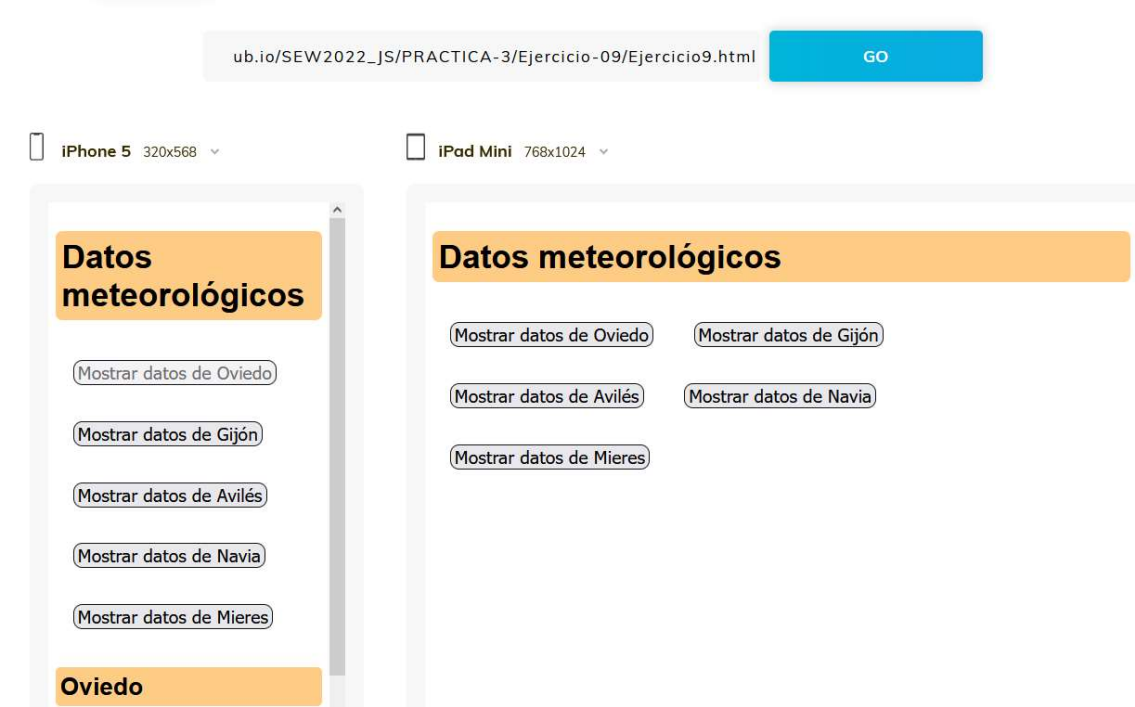 ub.io/SEW2022_JS/PRACTICA-3/Ejercicio-09/Ejercicio9.html GO
iPhone 5 320x568
Datos
meteorológicos
Mostrar datos de Oviedo
Mostrar datos de Gijón
Mostrar datos de Avilés
Mostrar datos de Navia
Mostrar datos de Mieres
Oviedo
iPad Mini 768x1024
Datos meteorológicos
Mostrar datos de Oviedo Mostrar datos de Gijón
Mostrar datos de Avilés Mostrar datos de Navia
Mostrar datos de Mieres